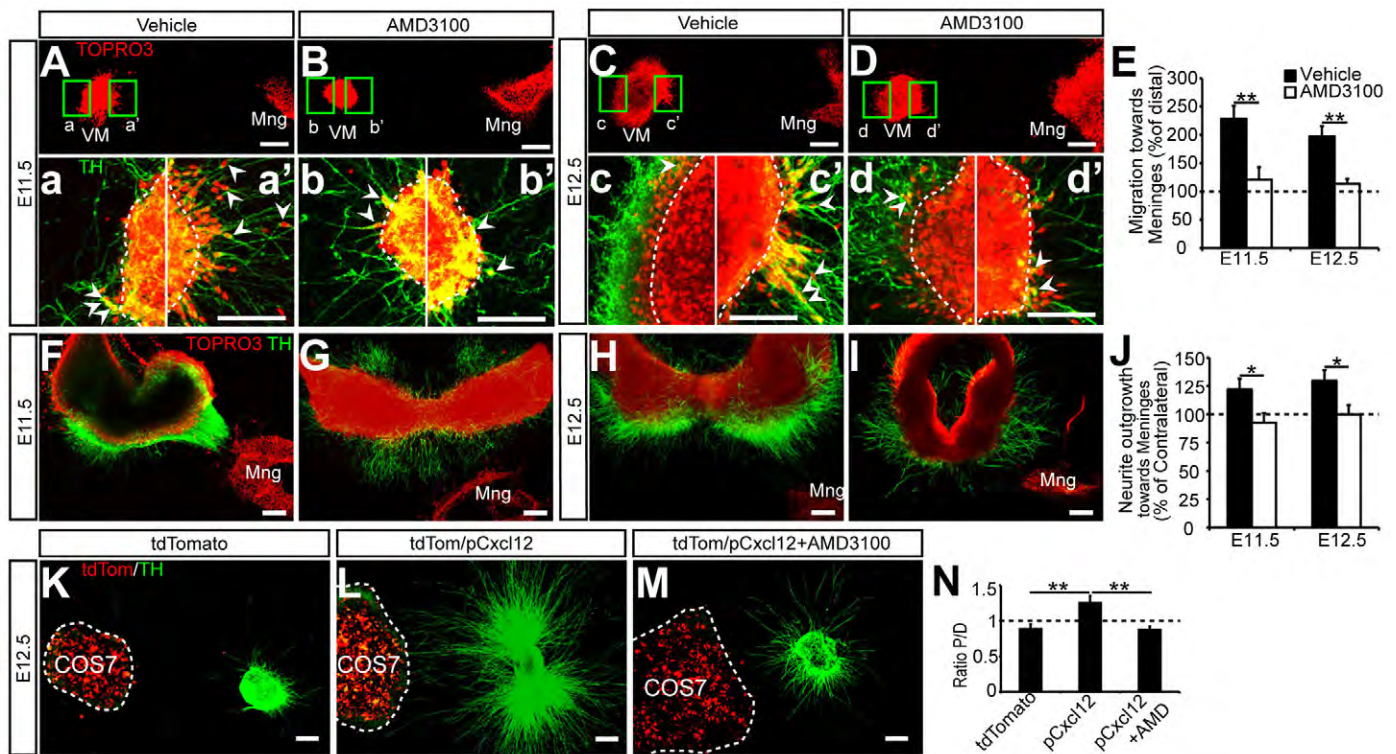 Vehicle AMD3100 Vehicle AMD3100
E11.5
TOPRO3
A B
a VM a' Mng
b VM b' Mng
TH
a a' b b'
E12.5
C D
c VM c' Mng
d VM d' Mng
c c' d d'
E
Vehicle
AMD3100
Migration towards
Meninges (%of distal)
300
250
200
150
100
50
0
** **
E11.5 E12.5
E11.5
F TOPRO3 TH
Mng
G
Mng
E12.5
H
Mng
I
Mng
J
Neurite outgrowth
towards Meninges
(% of Contralateral)
150
125
100
75
50
25
0
* *
E11.5 E12.5
tdTomato tdTom/pCxcl12 tdTom/pCxcl12+AMD3100
E12.5
K tdTom/TH
COS7
L
COS7
M
COS7
N
Ratio P/D
1.5
1
0.5
0
** **
tdTomato
pCxcl12
pCxcl12
+AMD